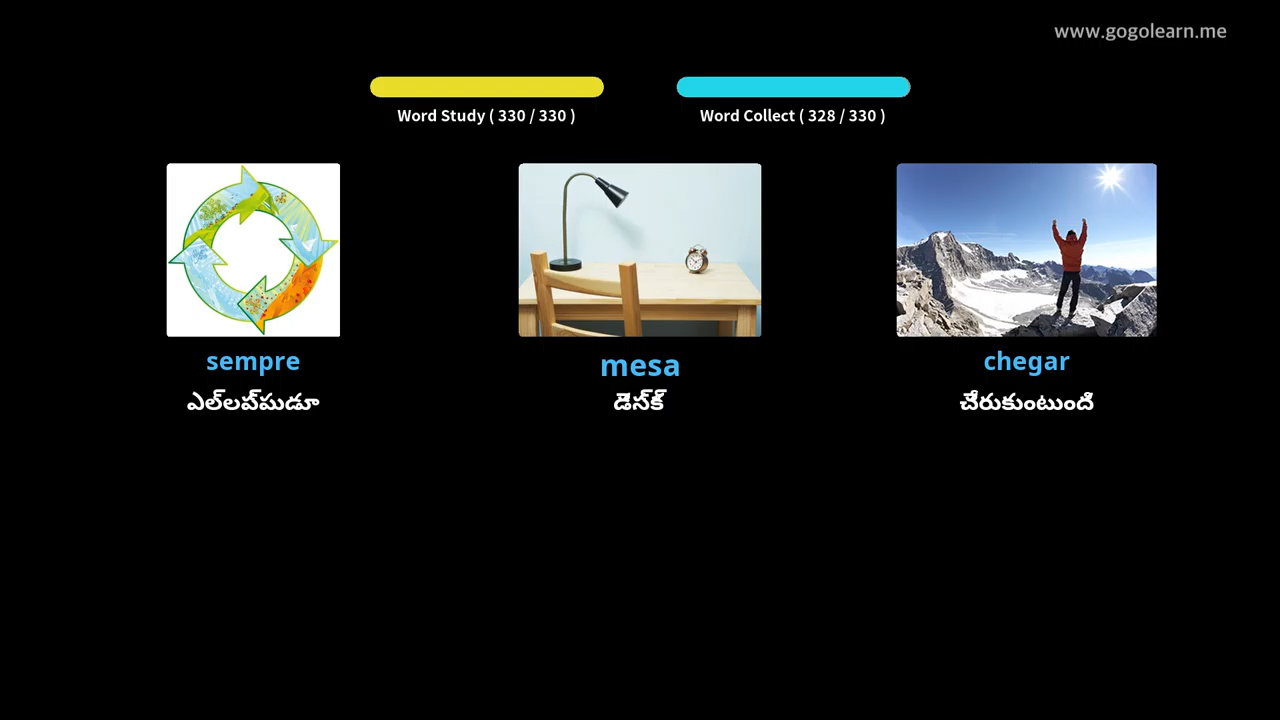 www.gogolearn.me
Word Study ( 330 / 330 )
Word Collect ( 328 / 330 )
sempre
mesa
chegar
ఎల్లప్పుడూ
డెస్క్
చేరుకుంటుంది